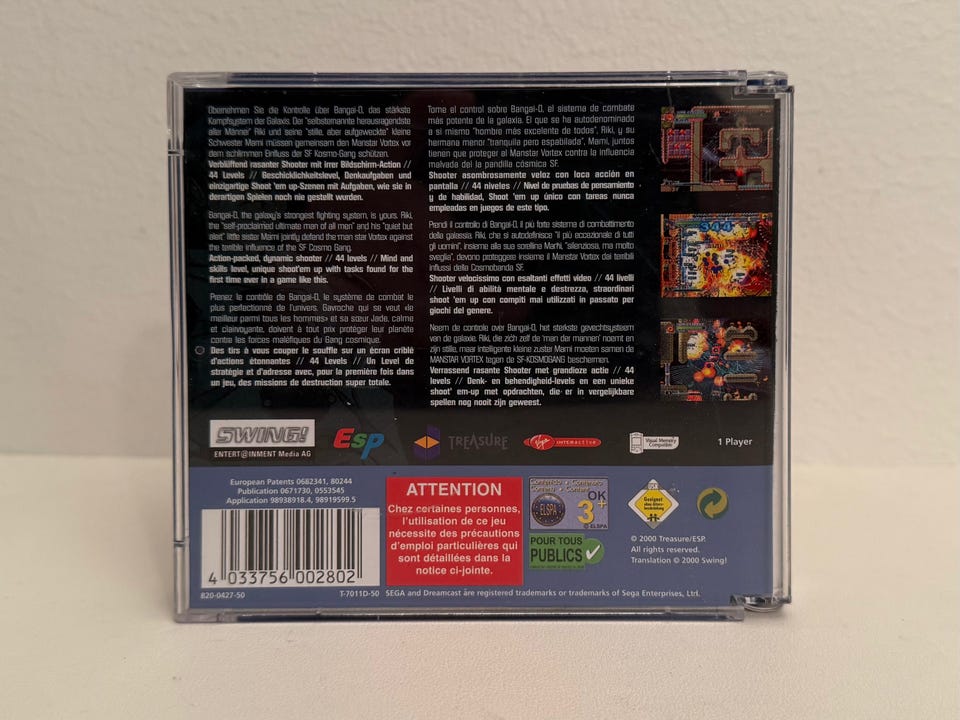 Übernehmen Sie die Kontrolle über Bangai-O, das stärkste
Kampfsystem der Galaxis. Der "selbsternannte herausragendste
aller Männer" Riki und seine "stille, aber aufgeweckte" kleine
Schwester Mami müssen gemeinsam den Manstar Vortex vor
dem schlimmen Einfluss der SF Kosmo-Gang schützen.
Verblüffend rasanter Shooter mit irrer Bildschirm-Action //
44 Levels // Geschicklichkeitslevel, Denkaufgaben und
einzigartige Shoot 'em up-Szenen mit Aufgaben, wie sie in
derartigen Spielen noch nie gestellt wurden.
Bangai-O, the galaxy's strongest fighting system, is yours. Riki,
the "self-proclaimed ultimate man of all men" and his "quiet but
alert" little sister Mami jointly defend the man star Vortex against
the terrible influence of the SF Cosmo Gang.
Action-packed, dynamic shooter // 44 levels // Mind and
skills level, unique shoot'em up with tasks found for the
first time ever in a game like this.
Prenez le contrôle de Bangai-O, le système de combat le
plus perfectionné de l'univers. Gavroche qui se veut «le
meilleur parmi tous les hommes» et sa sœur Jade, calme
et clairvoyante, doivent à tout prix protéger leur planète
contre les forces maléfiques du Gang cosmique.
Des tirs à vous couper le souffle sur un écran criblé
d'actions étonnantes // 44 Levels // Un Level de
stratégie et d'adresse avec, pour la première fois dans
un jeu, des missions de destruction super totale.
Tome el control sobre Bangai-O, el sistema de combate
más potente de la galaxia. El que se ha autodenominado
a si mismo "hombre más excelente de todos", Riki, y su
hermana menor "tranquila pero espabilada", Mami, juntos
tienen que proteger el Manstar Vortex contra la influencia
malvada del la pandilla cósmica SF.
Shooter asombrosamente veloz con loca acción en
pantalla // 44 niveles // Nivel de pruebas de pensamiento
y de habilidad, Shoot 'em up único con tareas nunca
empleadas en juegos de este tipo.
Prendi il controllo di Bangai-O, il più forte sistema di combattimento
della galassia. Riki, che si autodefinisce "il più eccezionale di tutti
gli uomini", insieme alla sua sorellina Marhi, "silenziosa, ma molto
sveglia", devono proteggere insieme il Manstar Vortex dai terribili
influssi della Cosmobanda SF.
Shooter velocissimo con esaltanti effetti video // 44 livelli
// Livelli di abilità mentale e destrezza, straordinari
shoot 'em up con compiti mai utilizzati in passato per
giochi del genere.
Neem de controle over Bangai-O, het sterkste gevechtsysteem
van de galaxie. Riki, die zich zelf de 'man der mannen' noemt en
zijn stille, maar intelligente kleine zuster Mami moeten samen de
MANSTAR VORTEX tegen de SF-KOSMOGANG beschermen.
Verrassend rasante Shooter met grandioze actie // 44
levels // Denk- en behendigheid-levels en een unieke
shoot' em-up met opdrachten, die er in vergelijkbare
spellen nog nooit zijn geweest.
344
SWING!
ENTERT@INMENT Media AG
Esp
TREASURE
Virgin INTERACTIVE
Visual Memory
Compatible
1 Player
European Patents 0682341, 80244
Publication 0671730, 0553545
Application 98938918.4, 98919599.5
4 033756 002802
820-0427-50
ATTENTION
Chez certaines personnes,
l'utilisation de ce jeu
nécessite des précautions
d'emploi particulières qui
sont détaillées dans la
notice ci-jointe.
Contenido • Contenuto
Content • Content
ELSPA
3+
OK
© ELSPA
POUR TOUS
PUBLICS
Geeignet
ohne Alters-
beschränkung
© 2000 Treasure/ESP.
All rights reserved.
Translation © 2000 Swing!
T-7011D-50
SEGA and Dreamcast are registered trademarks or trademarks of Sega Enterprises, Ltd.